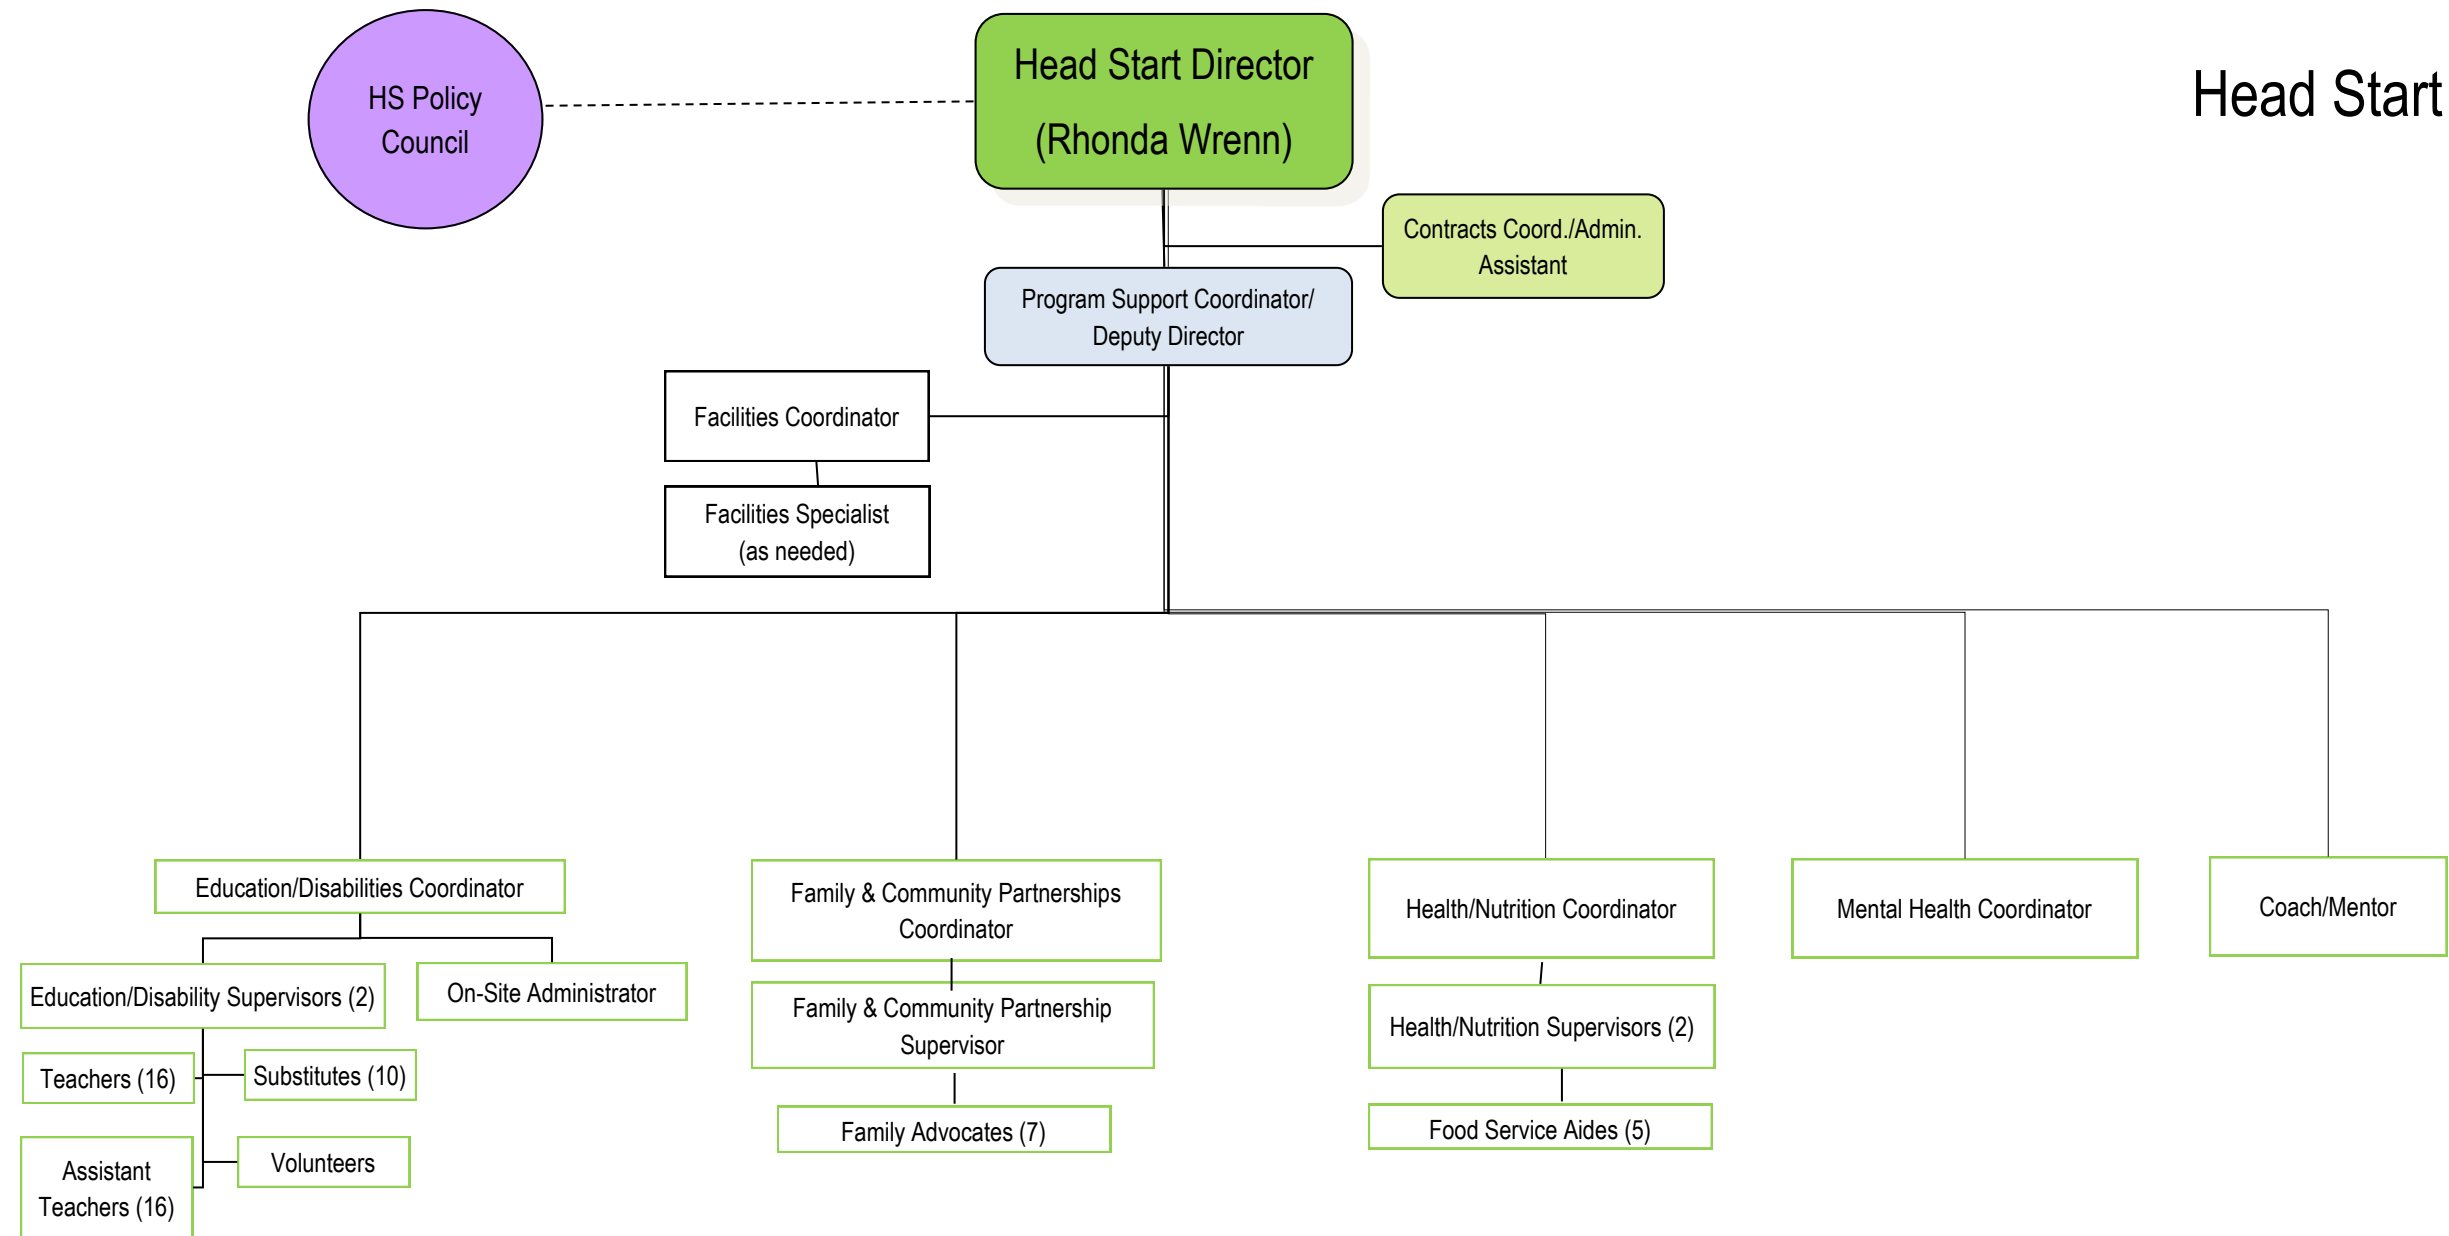 Head Start
HS Policy
Council
Head Start Director
(Rhonda Wrenn)
Contracts Coord./Admin.
Assistant
Program Support Coordinator/
Deputy Director
Facilities Coordinator
Facilities Specialist
(as needed)
Education/Disabilities Coordinator
Education/Disability Supervisors (2)
On-Site Administrator
Teachers (16)
Substitutes (10)
Assistant
Teachers (16)
Volunteers
Family & Community Partnerships
Coordinator
Family & Community Partnership
Supervisor
Family Advocates (7)
Health/Nutrition Coordinator
Health/Nutrition Supervisors (2)
Food Service Aides (5)
Mental Health Coordinator
Coach/Mentor